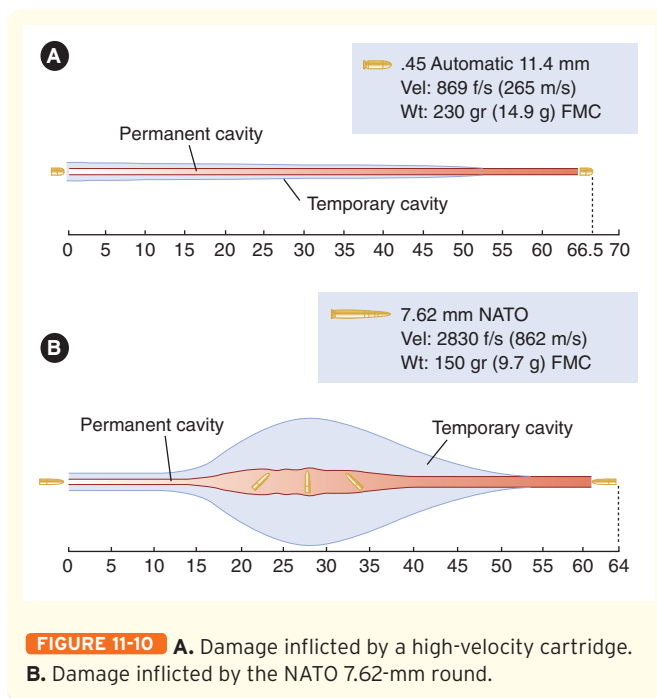 A
.45 Automatic 11.4 mm
Vel: 869 f/s (265 m/s)
Wt: 230 gr (14.9 g) FMC
Permanent cavity
Temporary cavity
0 5 10 15 20 25 30 35 40 45 50 55 60 66.5 70
B
7.62 mm NATO
Vel: 2830 f/s (862 m/s)
Wt: 150 gr (9.7 g) FMC
Permanent cavity
Temporary cavity
0 5 10 15 20 25 30 35 40 45 50 55 60 64
FIGURE 11-10 A. Damage inflicted by a high-velocity cartridge.
B. Damage inflicted by the NATO 7.62-mm round.